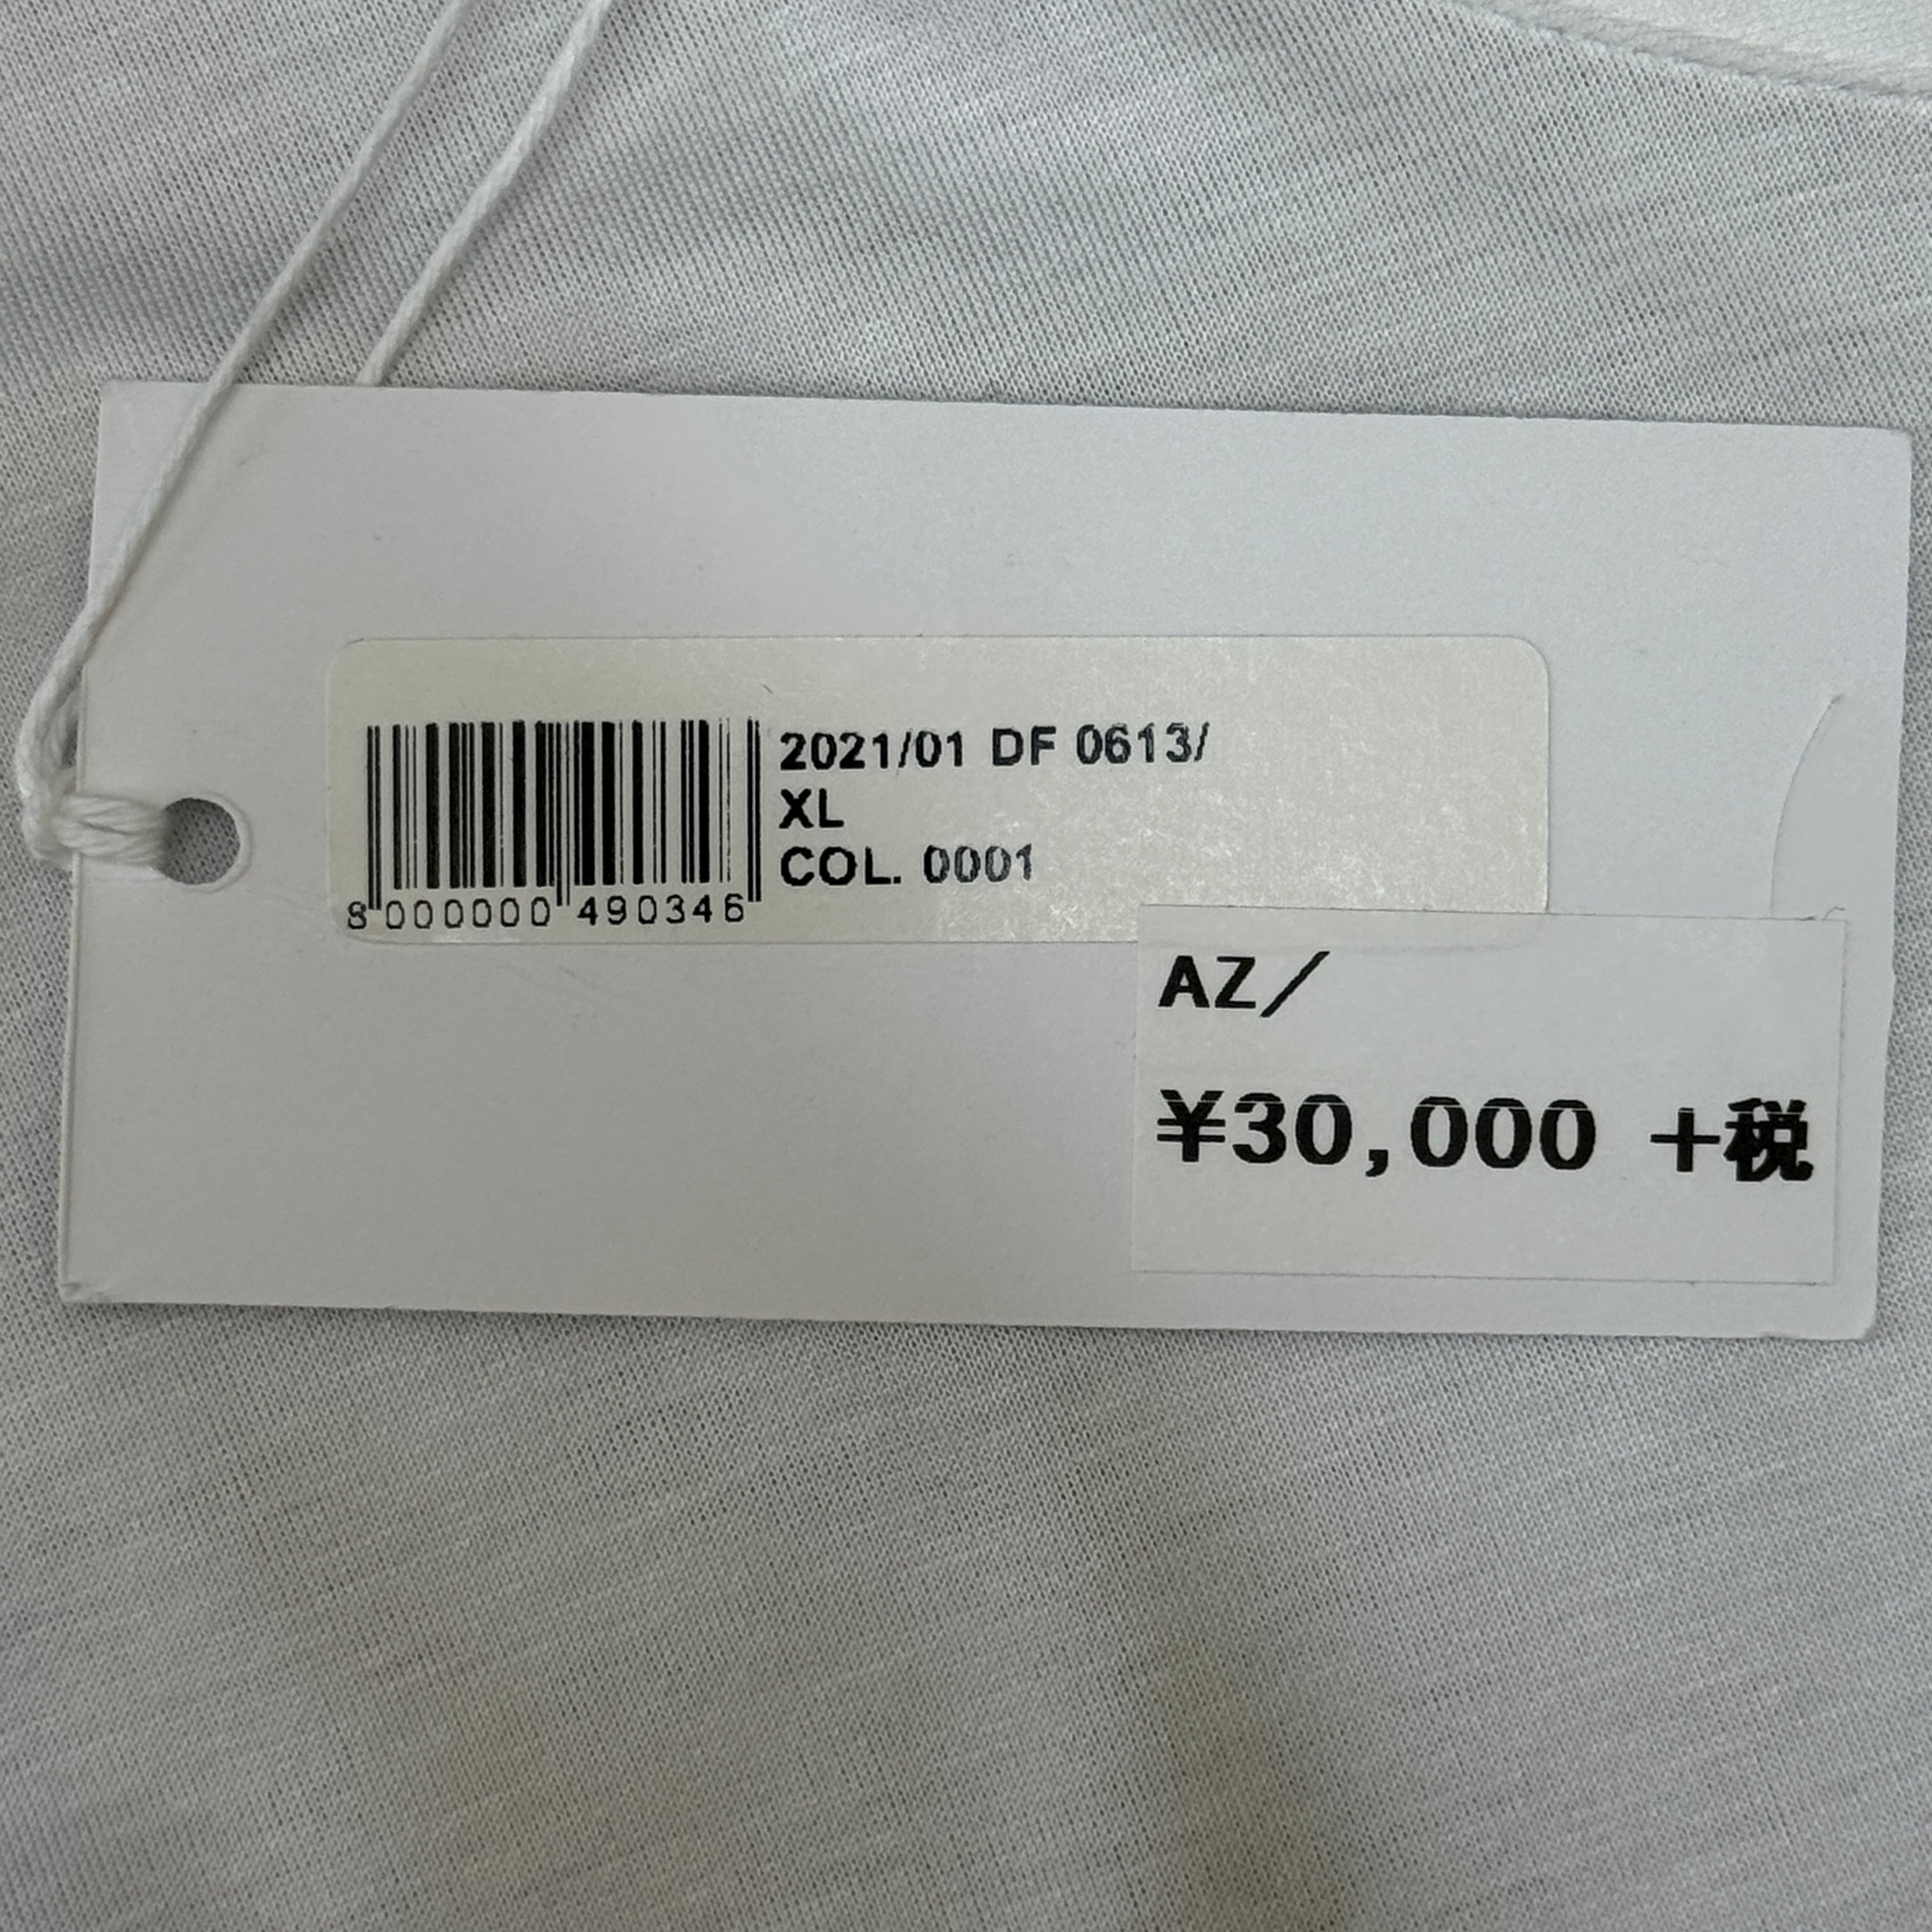 2021/01 DF 0613/
XL
COL. 0001
8 000000 490346
AZ/
¥30,000 +税